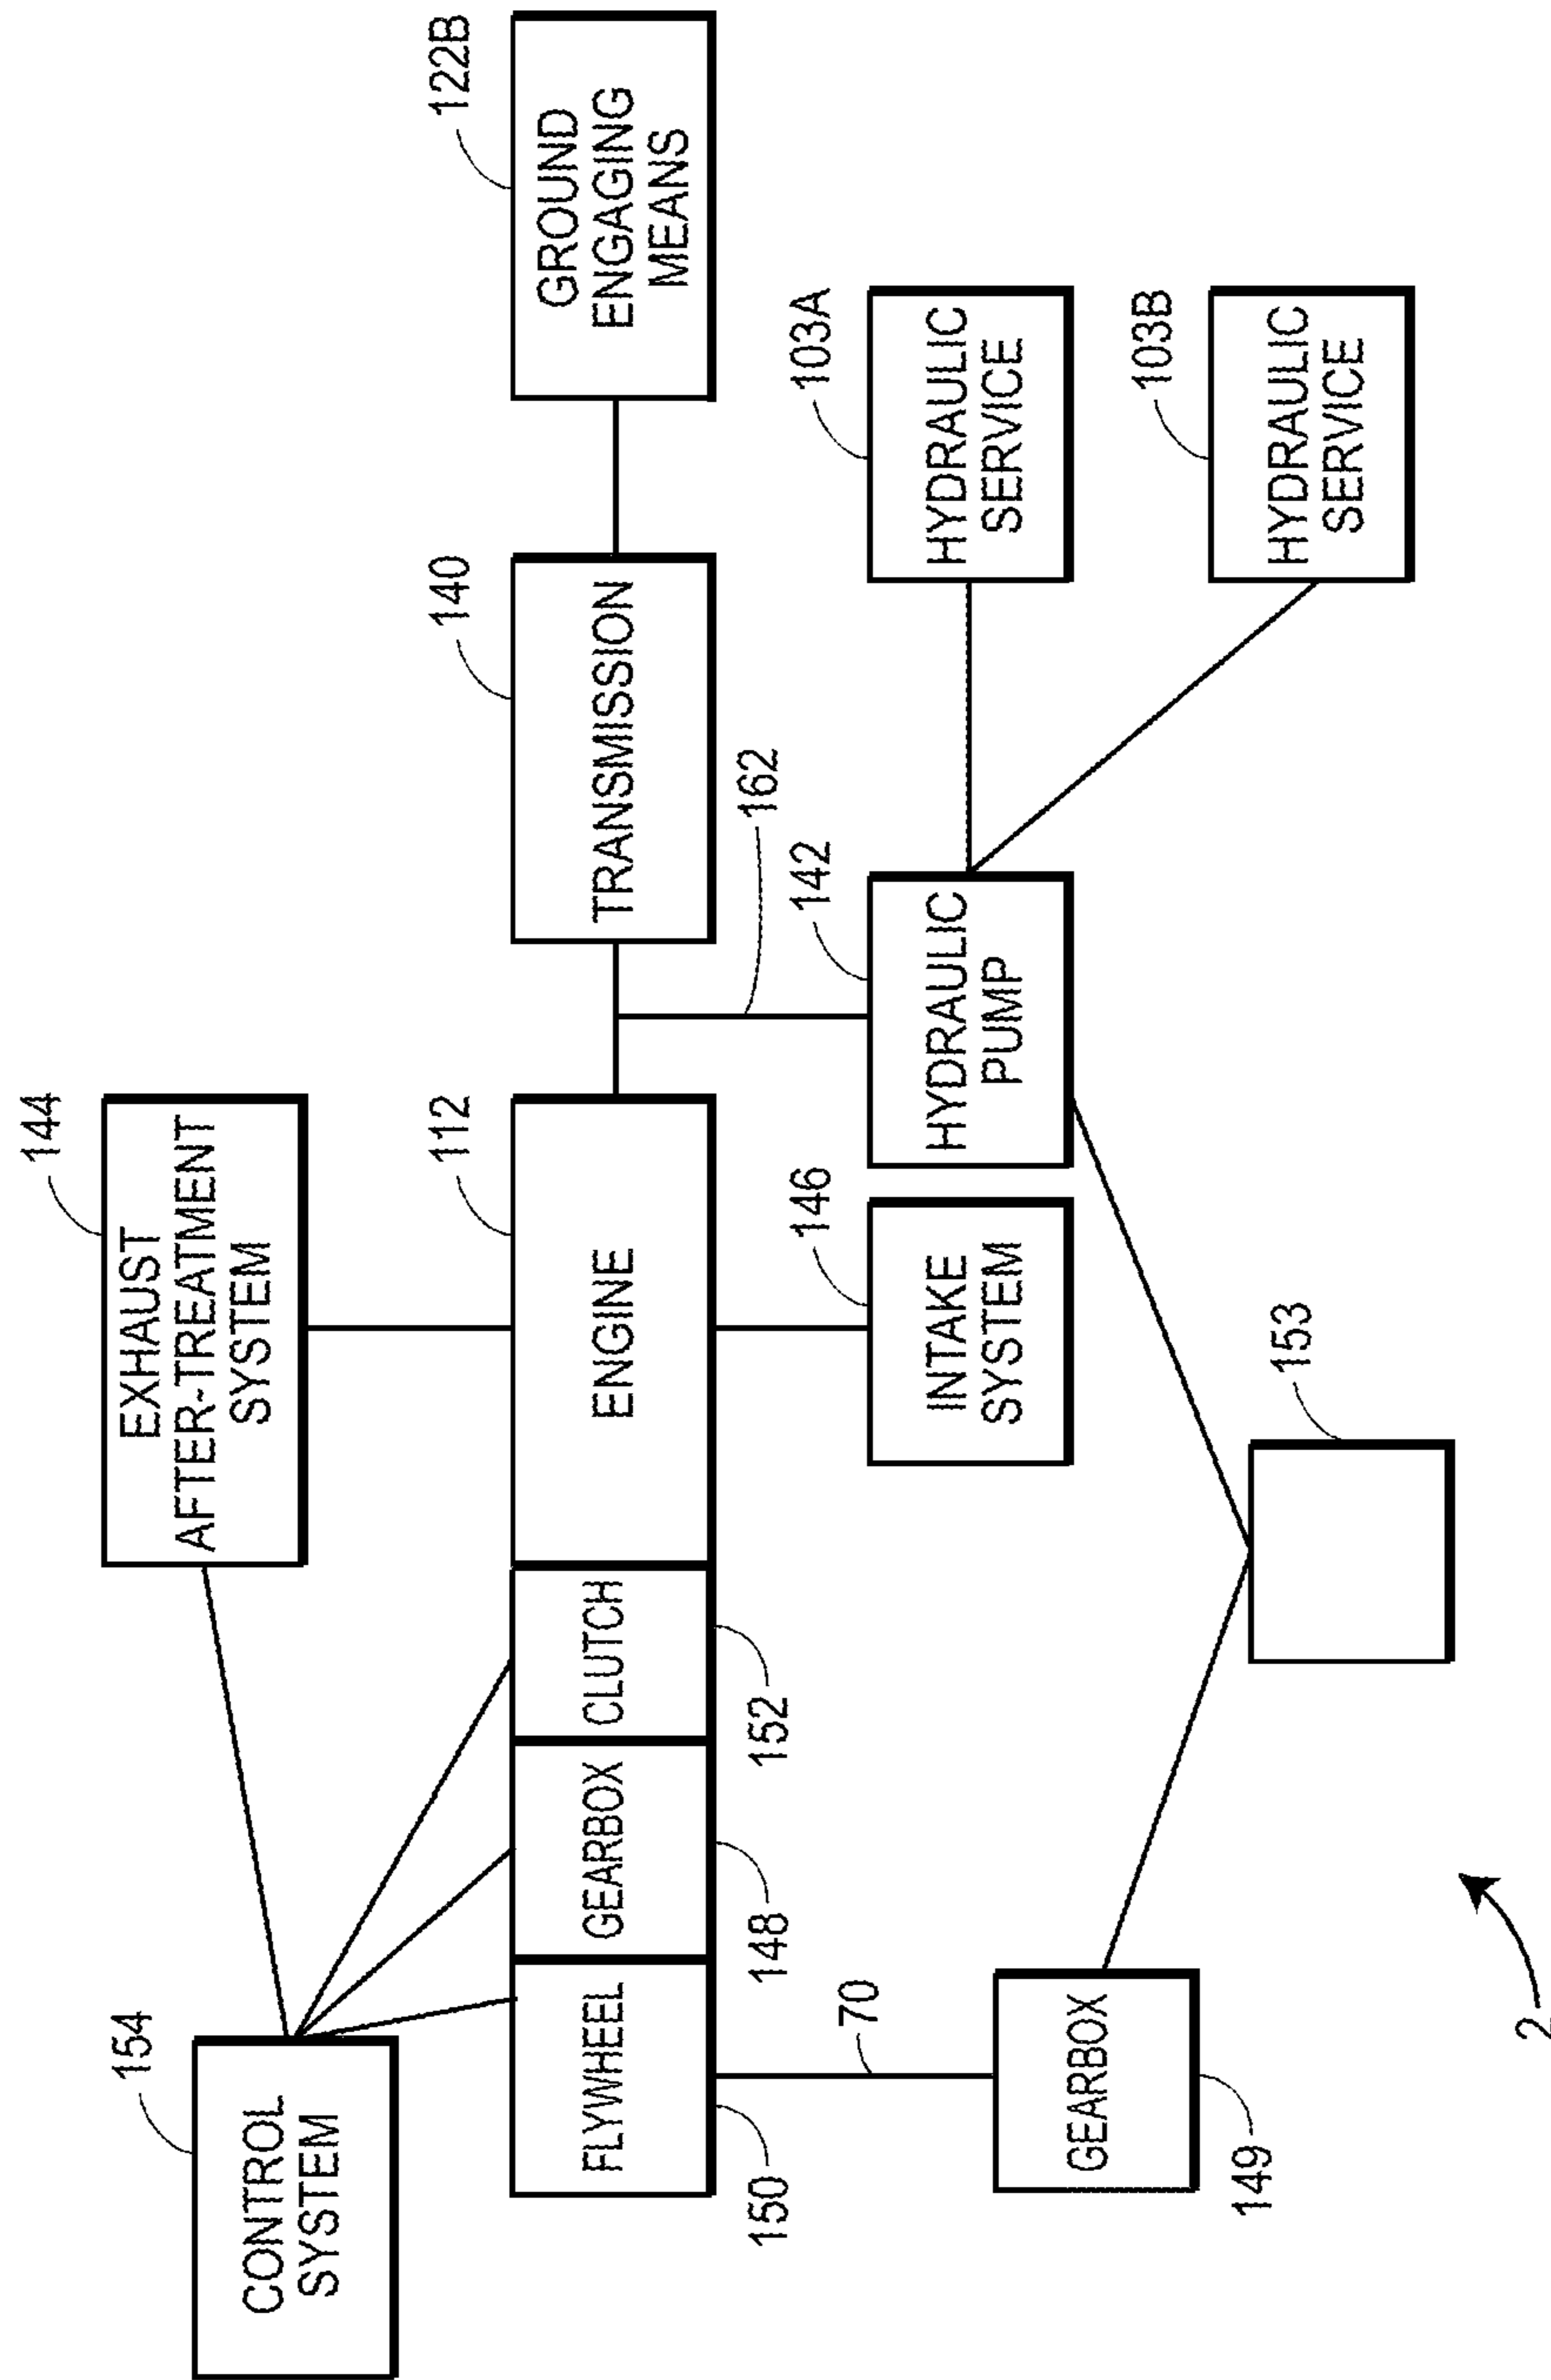 144
EXHAUST
AFTER-TREATMENT
SYSTEM
154
CONTROL
SYSTEM
112
140
122B
FLYWHEEL
GEARBOX
CLUTCH
ENGINE
TRANSMISSION
GROUND
ENGAGING
MEANS
150
148
152
162
70
146
142
103A
INTAKE
SYSTEM
HYDRAULIC
PUMP
HYDRAULIC
SERVICE
GEARBOX
149
153
103B
HYDRAULIC
SERVICE
2